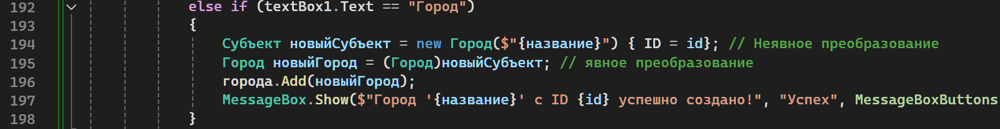 192 else if (textBox1.Text == "Город")
193 {
194 Субъект новыйСубъект = new Город($"{название}") { ID = id}; // Неявное преобразование
195 Город новыйГород = (Город)новыйСубъект; // явное преобразование
196 города.Add(новыйГород);
197 MessageBox.Show($"Город '{название}' с ID {id} успешно создано!", "Успех", MessageBoxButtons
198 }